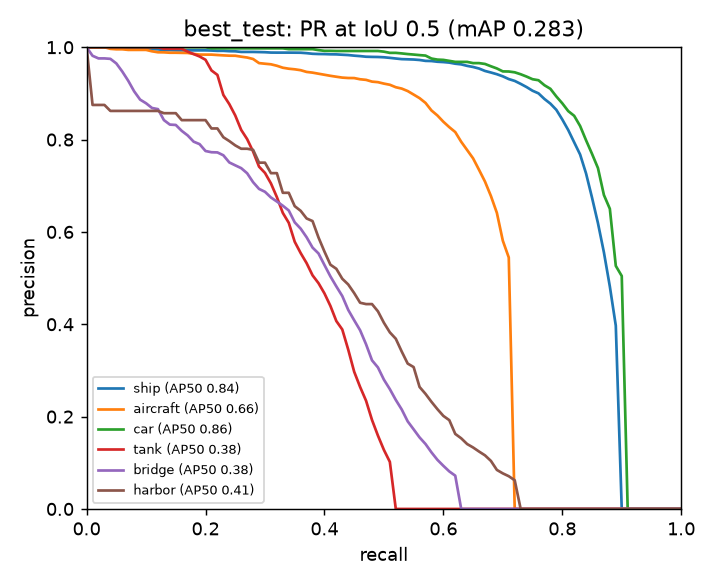 best_test: PR at IoU 0.5 (mAP 0.283)
precision
1.0
0.8
0.6
0.4
0.2
0.0
ship (AP50 0.84)
aircraft (AP50 0.66)
car (AP50 0.86)
tank (AP50 0.38)
bridge (AP50 0.38)
harbor (AP50 0.41)
0.0 0.2 0.4 0.6 0.8 1.0
recall